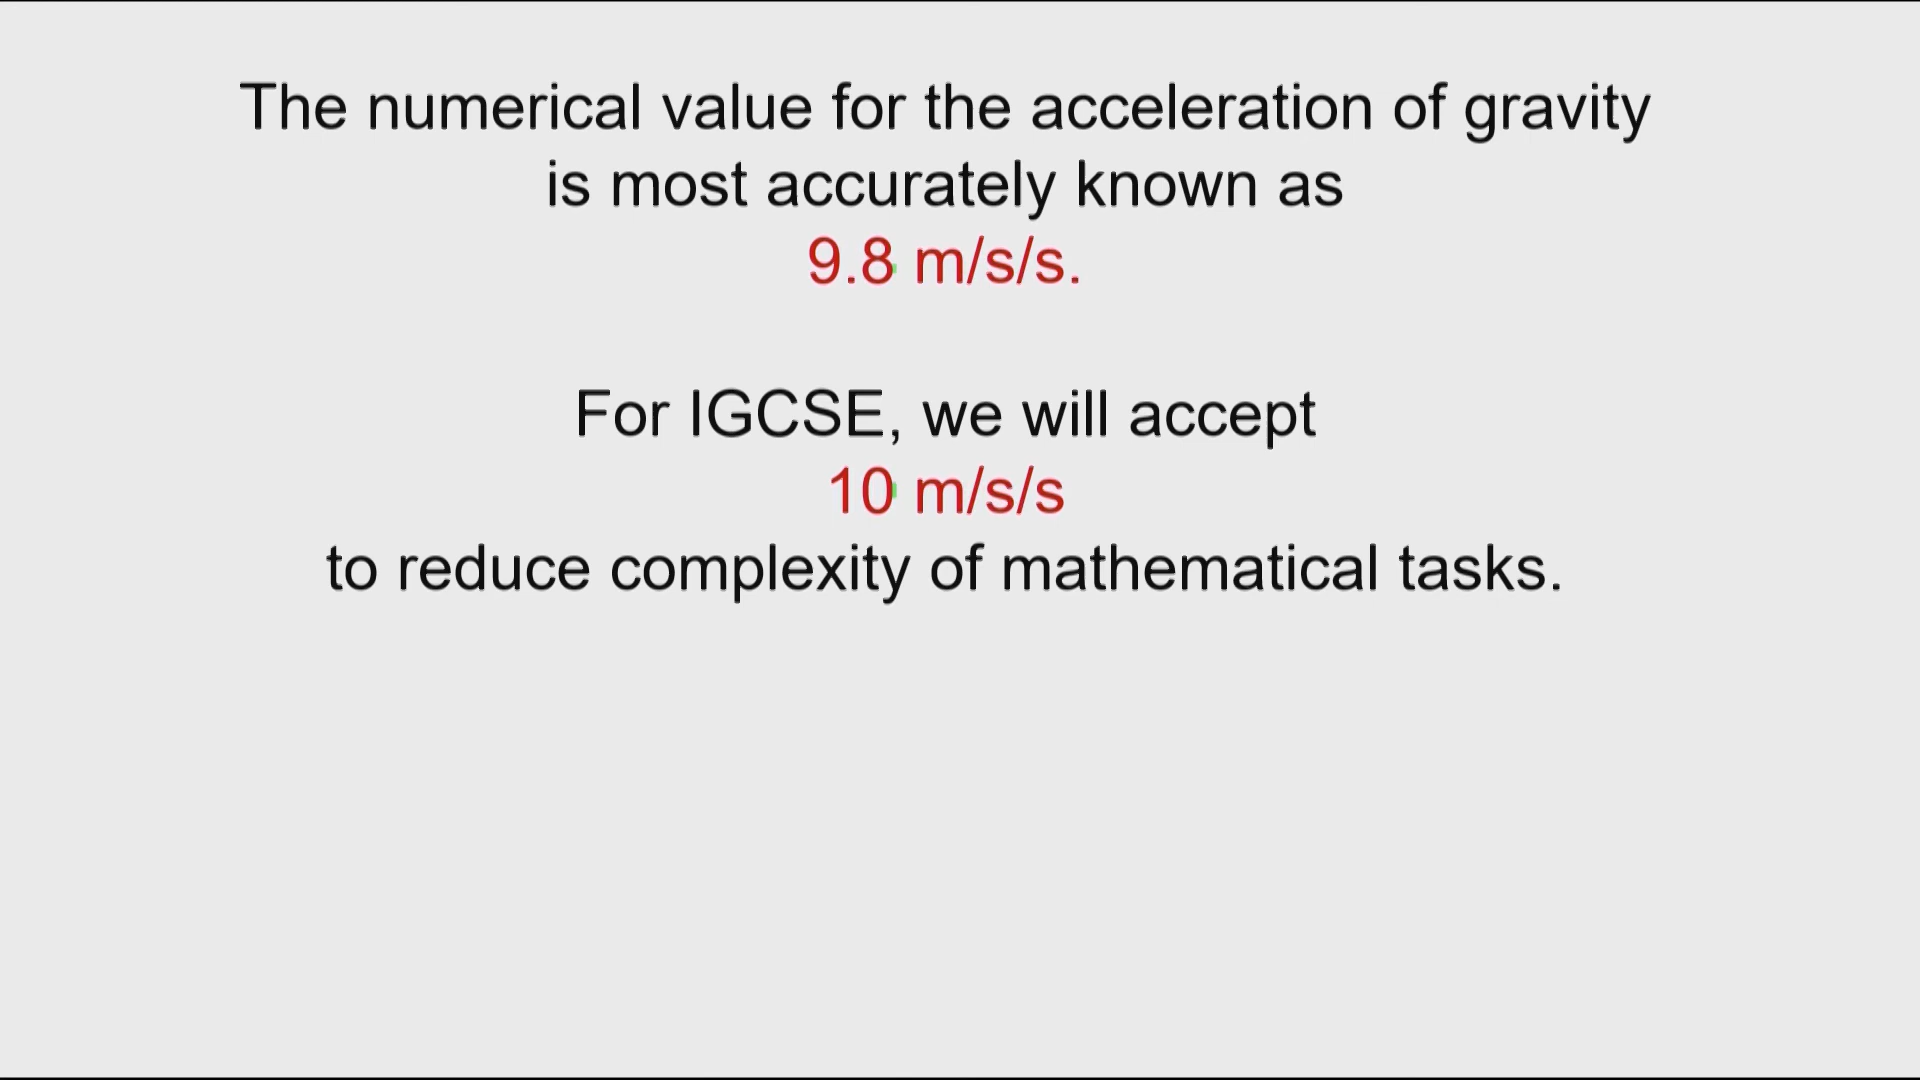 The numerical value for the acceleration of gravity
is most accurately known as
9.8 m/s/s.
For IGCSE, we will accept
10 m/s/s
to reduce complexity of mathematical tasks.